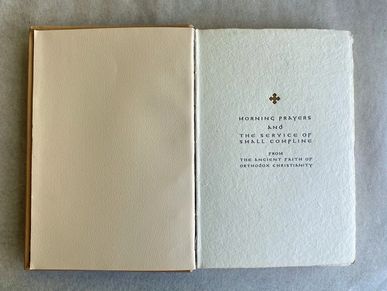 MORNING PRAYERS
and
THE SERVICE OF
SMALL COMPLINE
FROM
THE ANCIENT FAITH OF
ORTHODOX CHRISTIANITY